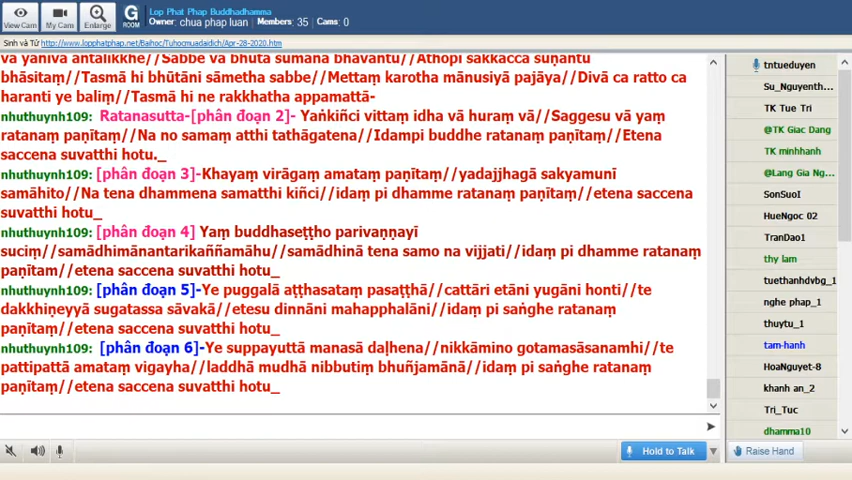 View Cam
My Cam
Enlarge
G
ROOM
Lop Phat Phap Buddhadhamma
Owner: chua phap luan   Members: 35   Cams: 0
Sinh và Tử http://www.lopphatphap.net/Baihoc/Tuhocmuadaidich/Apr-28-2020.htm
và yāniva antalikkhe//Sabbe va bhūtā sumanā bhavantu//Athopi sakkacca suṇantu
bhāsitaṃ//Tasmā hi bhūtāni sāmetha sabbe//Mettaṃ karotha mānusiyā pajāya//Divā ca ratto ca
haranti ye baliṃ//Tasmā hi ne rakkhatha appamattā-
nhuthuynh109: Ratanasutta-[phân đoạn 2]- Yaṅkiñci vittaṃ idha vā huraṃ vā//Saggesu vā yaṃ
ratanaṃ paṇītaṃ//Na no samaṃ atthi tathāgatena//Idampi buddhe ratanaṃ paṇītaṃ//Etena
saccena suvatthi hotu._
nhuthuynh109: [phân đoạn 3]-Khayaṃ virāgaṃ amataṃ paṇītaṃ//yadajjhagā sakyamunī
samāhito//Na tena dhammena samatthi kiñci//idaṃ pi dhamme ratanaṃ paṇītaṃ//etena saccena
suvatthi hotu_
nhuthuynh109: [phân đoạn 4] Yaṃ buddhaseṭṭho parivaṇṇayī
suciṃ//samādhimānantarikaññamāhu//samādhinā tena samo na vijjati//idaṃ pi dhamme ratanaṃ
paṇītam//etena saccena suvatthi hotu_
nhuthuynh109: [phân đoạn 5]-Ye puggalā aṭṭhasataṃ pasaṭṭhā//cattāri etāni yugāni honti//te
dakkhiṇeyyā sugatassa sāvakā//etesu dinnāni mahapphalāni//idaṃ pi saṅghe ratanaṃ
paṇītaṃ//etena saccena suvatthi hotu_
nhuthuynh109: [phân đoạn 6]-Ye suppayuttā manasā daḷhena//nikkāmino gotamasāsanamhi//te
pattipattā amataṃ vigayha//laddhā mudhā nibbutiṃ bhuñjamānā//idaṃ pi saṅghe ratanaṃ
paṇītaṃ//etena saccena suvatthi hotu_
tntueduyen
Su_Nguyenth...
TK Tue Tri
@TK Giac Dang
TK minhhanh
@Lang Gia Ng...
SonSuoI
HueNgoc 02
TranDao1
thy lam
tuethanhdvbg_1
nghe phap_1
thuytu_1
tam-hanh
HoaNguyet-8
khanh an_2
Tri_Tuc
dhamma10
Hold to Talk
Raise Hand